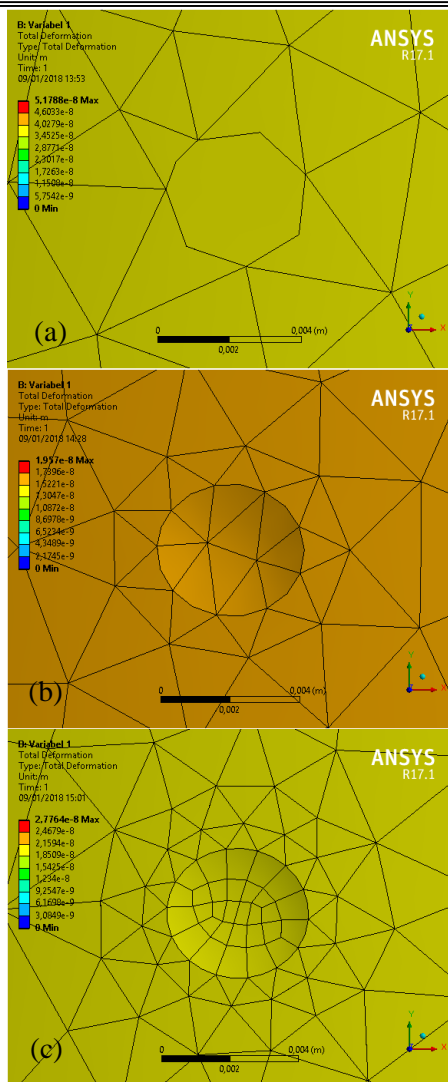 B: Variabel 1
Total Deformation
Type: Total Deformation
Unit: m
Time: 1
09/01/2018 13:53
5,1788e-8 Max
4,6033e-8
4,0279e-8
3,4525e-8
2,8771e-8
2,3017e-8
1,7263e-8
1,1508e-8
5,7542e-9
0 Min
ANSYS
R17.1
(a)
0
0,004 (m)
0,002
Y
Z
X
B: Variabel 1
Total Deformation
Type: Total Deformation
Unit: m
Time: 1
09/01/2018 14:28
1,957e-8 Max
1,7396e-8
1,5221e-8
1,3047e-8
1,0872e-8
8,6978e-9
6,5234e-9
4,3489e-9
2,1745e-9
0 Min
ANSYS
R17.1
(b)
0
0,004 (m)
0,002
Y
Z
X
B: Variabel 1
Total Deformation
Type: Total Deformation
Unit: m
Time: 1
09/01/2018 15:01
2,7764e-8 Max
2,4679e-8
2,1594e-8
1,8509e-8
1,5425e-8
1,234e-8
9,2547e-9
6,1698e-9
3,0849e-9
0 Min
ANSYS
R17.1
(c)
0
0,004 (m)
0,002
Y
Z
X